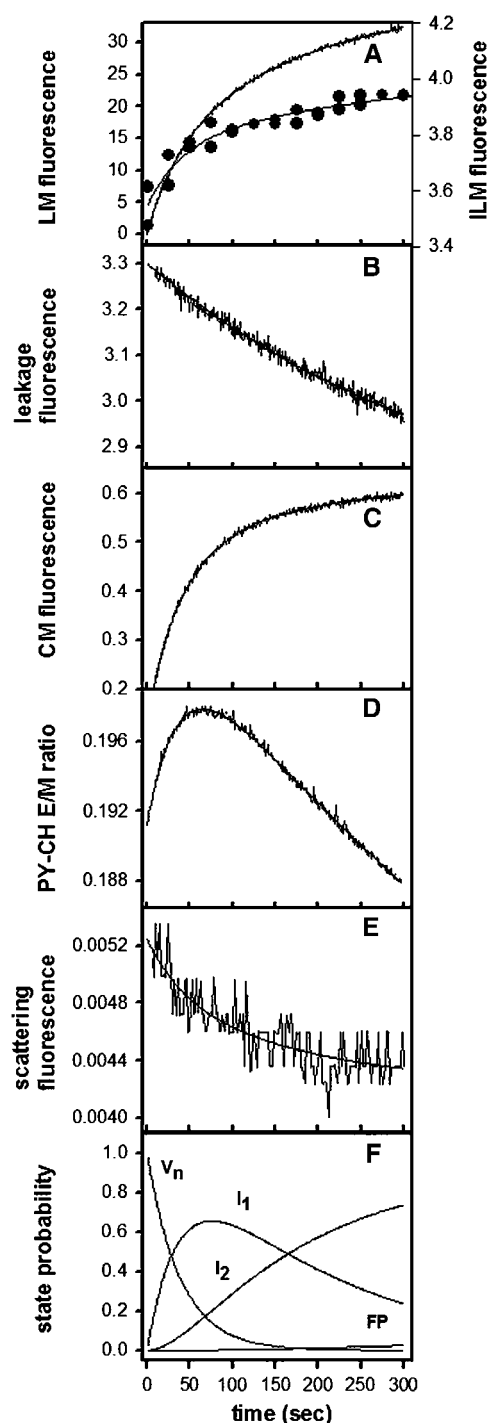 A
4.2
30
4.0
25
20
3.8
15
10
3.6
5
0
3.4
LM fluorescence
ILM fluorescence
B
3.3
3.2
3.1
3.0
2.9
leakage
fluorescence
C
0.6
0.5
0.4
0.3
0.2
CM fluorescence
D
0.196
0.192
0.188
PY-CH E/M ratio
E
0.0052
0.0048
0.0044
0.0040
scattering
fluorescence
F
1.0
0.8
0.6
0.4
0.2
0.0
state probability
Vn
I1
I2
FP
0 50 100 150 200 250 300
time (sec)